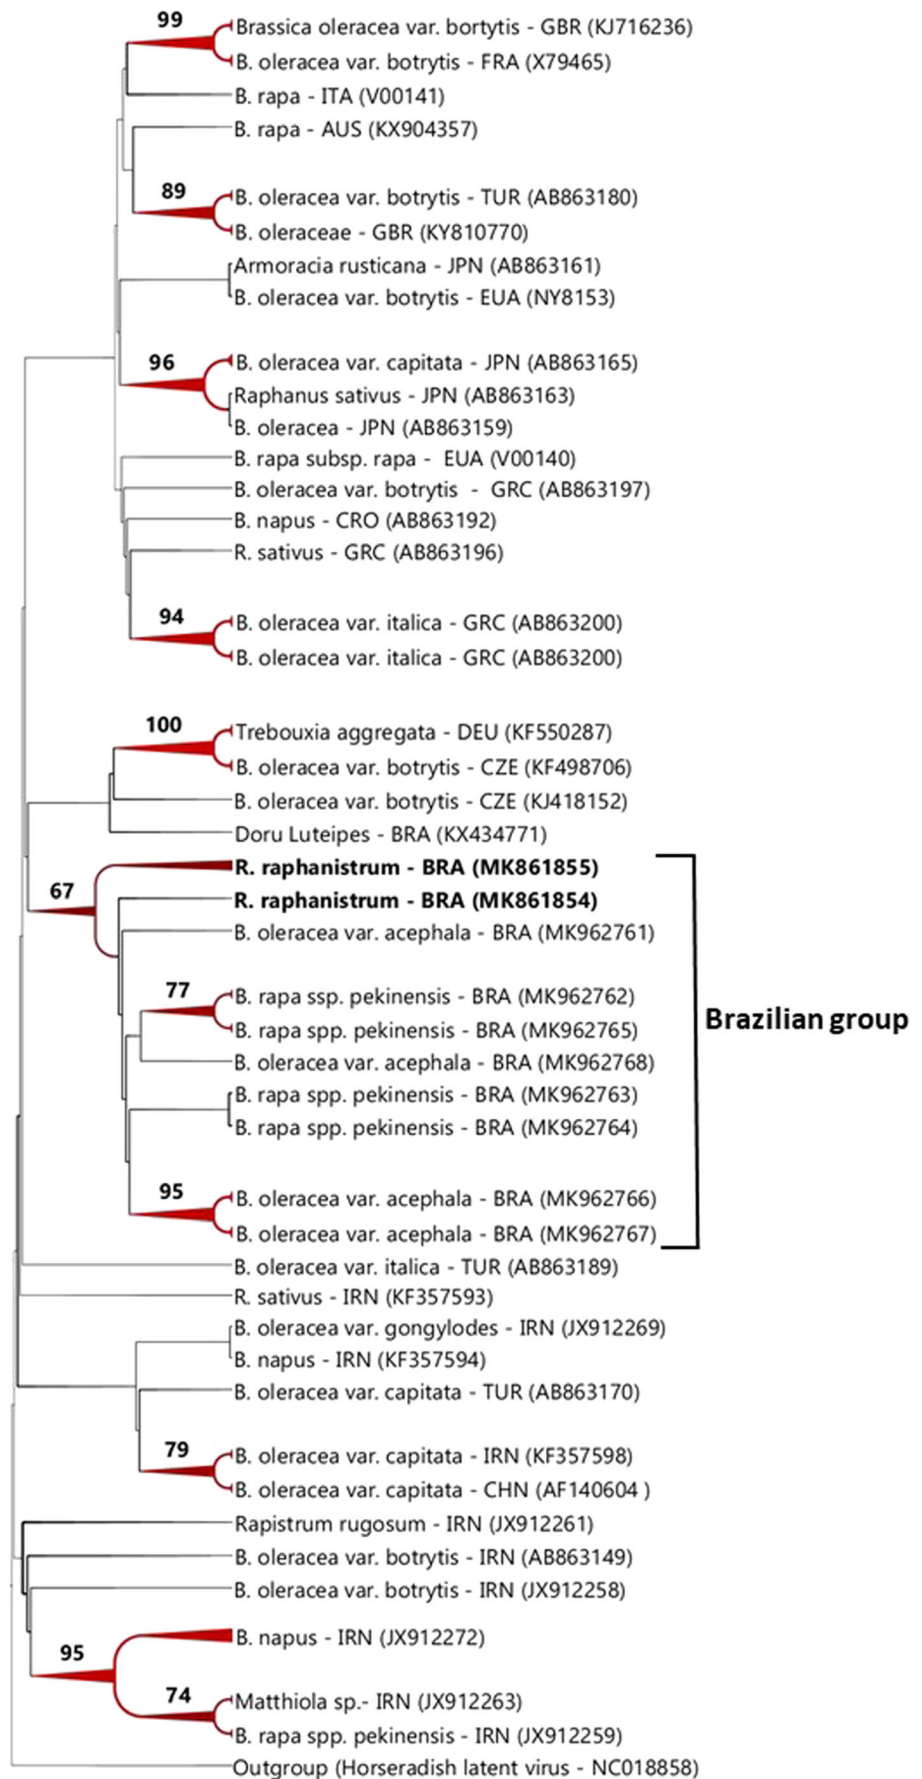 99
Brassica oleracea var. bortytis - GBR (KJ716236)
B. oleracea var. botrytis - FRA (X79465)
B. rapa - ITA (V00141)
B. rapa - AUS (KX904357)
89
B. oleracea var. botrytis - TUR (AB863180)
B. oleraceae - GBR (KY810770)
Armoracia rusticana - JPN (AB863161)
B. oleracea var. botrytis - EUA (NY8153)
96
B. oleracea var. capitata - JPN (AB863165)
Raphanus sativus - JPN (AB863163)
B. oleracea - JPN (AB863159)
B. rapa subsp. rapa - EUA (V00140)
B. oleracea var. botrytis - GRC (AB863197)
B. napus - CRO (AB863192)
R. sativus - GRC (AB863196)
94
B. oleracea var. italica - GRC (AB863200)
B. oleracea var. italica - GRC (AB863200)
100
Trebouxia aggregata - DEU (KF550287)
B. oleracea var. botrytis - CZE (KF498706)
B. oleracea var. botrytis - CZE (KJ418152)
Doru Luteipes - BRA (KX434771)
67
R. raphanistrum - BRA (MK861855)
R. raphanistrum - BRA (MK861854)
B. oleracea var. acephala - BRA (MK962761)
77
B. rapa ssp. pekinensis - BRA (MK962762)
B. rapa spp. pekinensis - BRA (MK962765)
Brazilian group
B. oleracea var. acephala - BRA (MK962768)
B. rapa spp. pekinensis - BRA (MK962763)
B. rapa spp. pekinensis - BRA (MK962764)
95
B. oleracea var. acephala - BRA (MK962766)
B. oleracea var. acephala - BRA (MK962767)
B. oleracea var. italica - TUR (AB863189)
R. sativus - IRN (KF357593)
B. oleracea var. gongylodes - IRN (JX912269)
B. napus - IRN (KF357594)
B. oleracea var. capitata - TUR (AB863170)
79
B. oleracea var. capitata - IRN (KF357598)
B. oleracea var. capitata - CHN (AF140604 )
Rapistrum rugosum - IRN (JX912261)
B. oleracea var. botrytis - IRN (AB863149)
B. oleracea var. botrytis - IRN (JX912258)
B. napus - IRN (JX912272)
95
74
Matthiola sp.- IRN (JX912263)
B. rapa spp. pekinensis - IRN (JX912259)
Outgroup (Horseradish latent virus - NC018858)